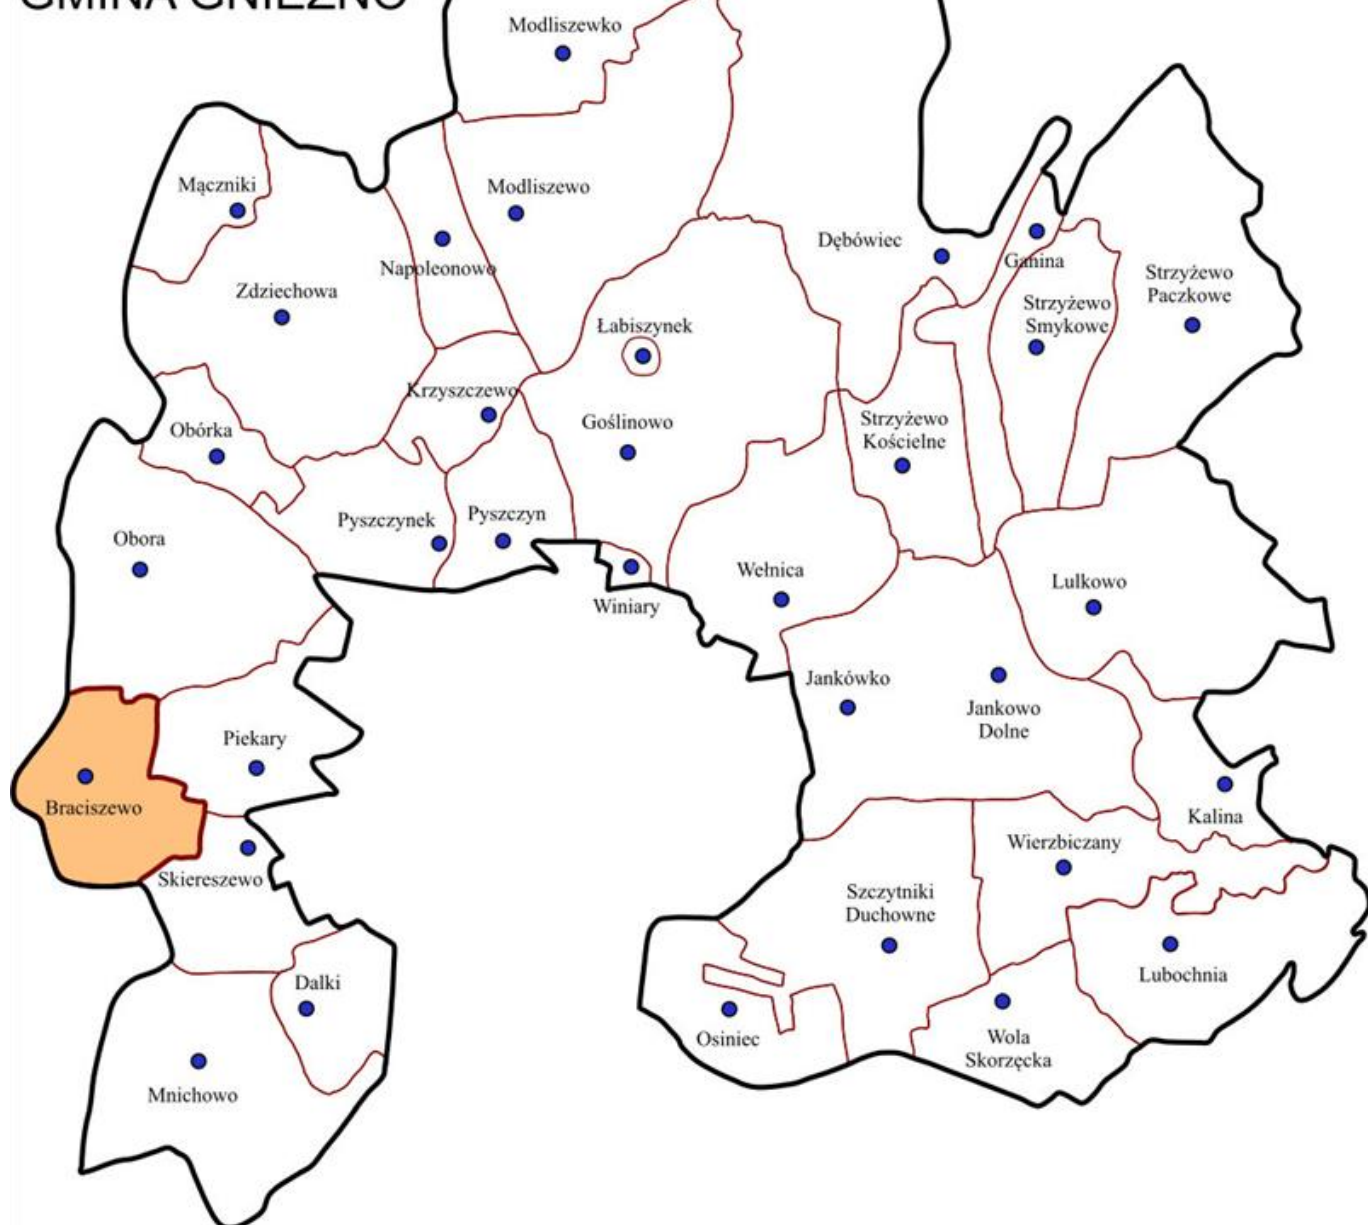 GMINA GNIEZNO
Modliszewko
Mączniki
Modliszewo
Dębówiec
Napoleonowo
Ganina
Strzyżewo
Paczkowe
Zdziechowa
Strzyżewo
Smykowe
Łabiszynek
Krzyszczewo
Goślinowo
Strzyżewo
Kościelne
Obórka
Pyszczynek
Pyszczyn
Obora
Wełnica
Winiary
Lulkowo
Jankówko
Jankowo
Dolne
Piekary
Braciszewo
Kalina
Wierzbiczany
Skiereszewo
Szczytniki
Duchowne
Lubochnia
Dalki
Osiniec
Wola
Skorzęcka
Mnichowo